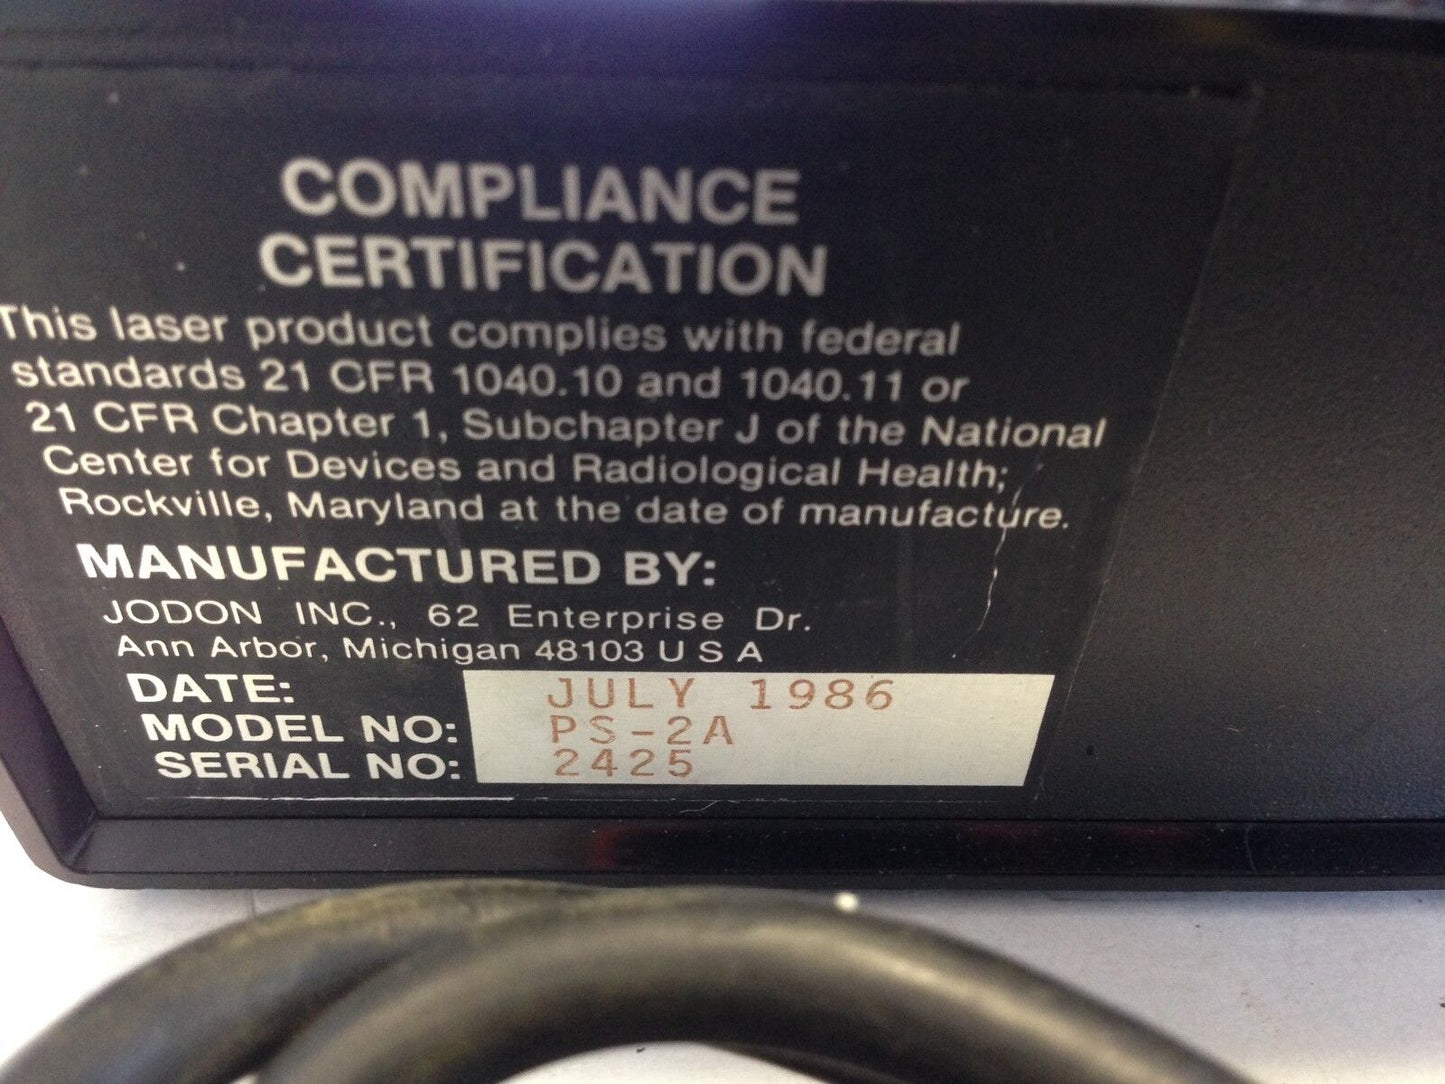 COMPLIANCE
CERTIFICATION
This laser product complies with federal
standards 21 CFR 1040.10 and 1040.11 or
21 CFR Chapter 1, Subchapter J of the National
Center for Devices and Radiological Health;
Rockville, Maryland at the date of manufacture.
MANUFACTURED BY:
JODON INC., 62 Enterprise Dr.
Ann Arbor, Michigan 48103 U S A
DATE: JULY 1986
MODEL NO: PS-2A
SERIAL NO: 2425